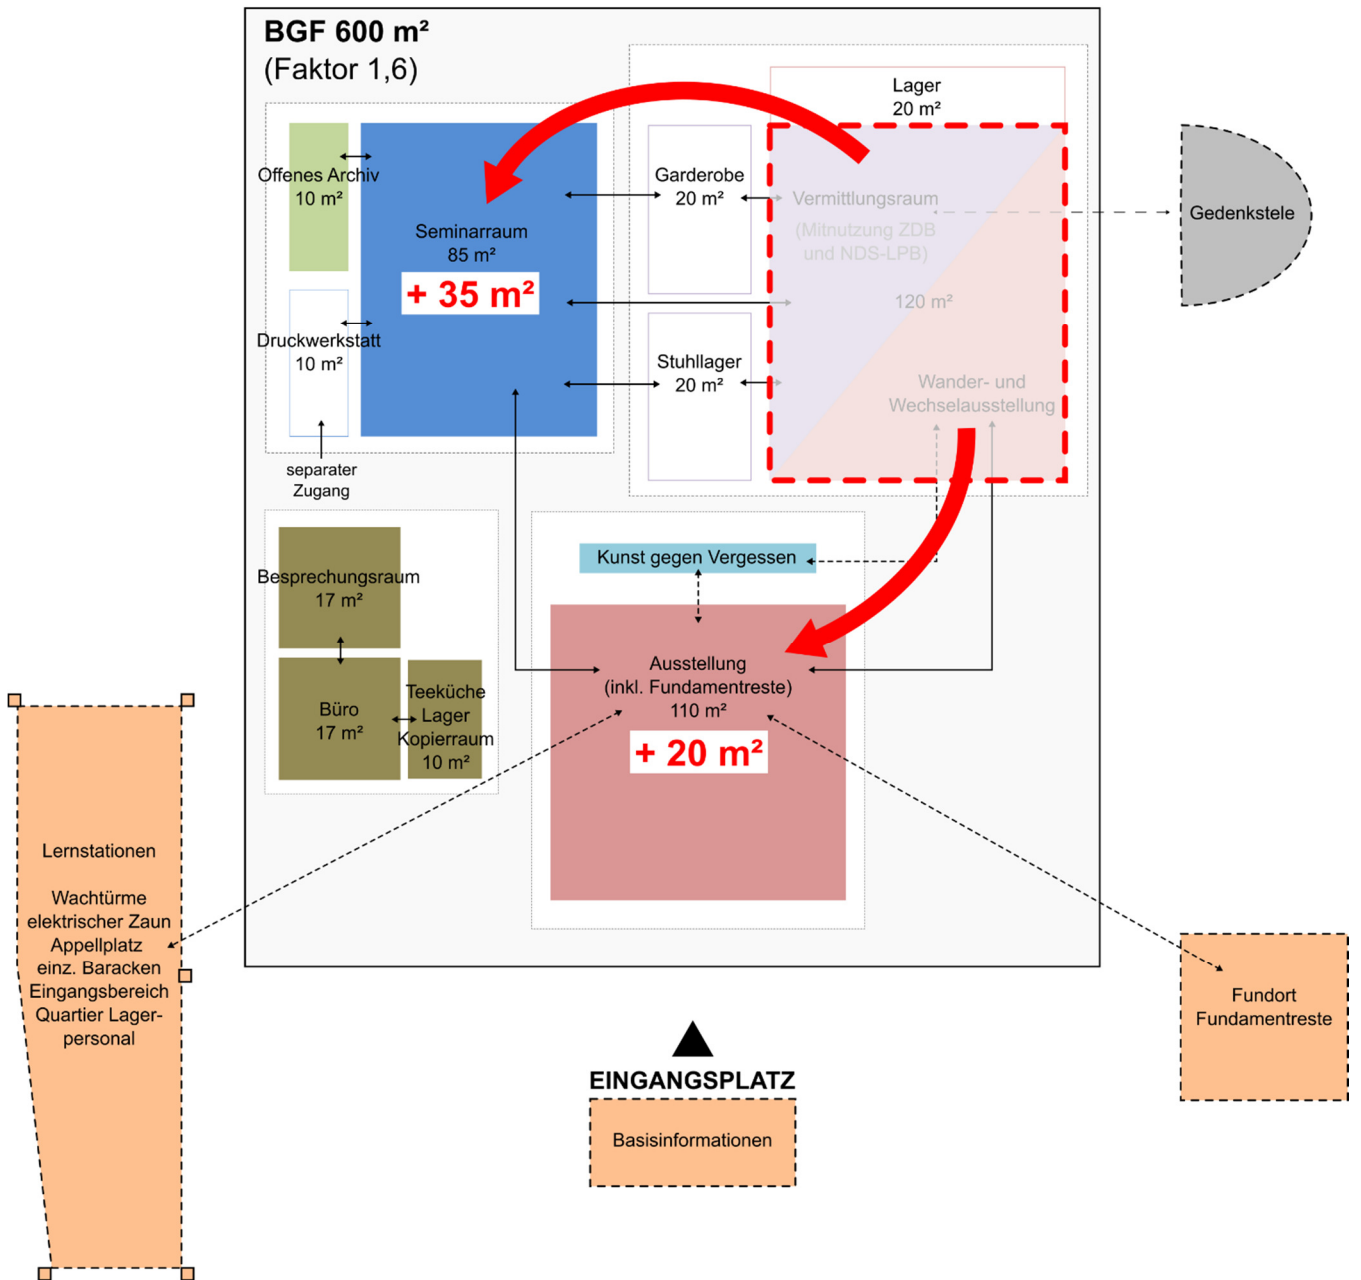 BGF 600 m²
(Faktor 1,6)
Lager
20 m²
Offenes Archiv
10 m²
Seminarraum
85 m²
+ 35 m²
Druckwerkstatt
10 m²
separater
Zugang
Garderobe
20 m²
Stuhllager
20 m²
Vermittlungsraum
(Mitnutzung ZDB
und NDS-LPB)
120 m²
Wander- und
Wechselausstellung
Gedenkstele
Besprechungsraum
17 m²
Büro
17 m²
Teeküche
Lager
Kopierraum
10 m²
Kunst gegen Vergessen
Ausstellung
(inkl. Fundamentreste)
110 m²
+ 20 m²
Lernstationen
Wachtürme
elektrischer Zaun
Appellplatz
einz. Baracken
Eingangsbereich
Quartier Lager-
personal
Fundort
Fundamentreste
EINGANGSPLATZ
Basisinformationen